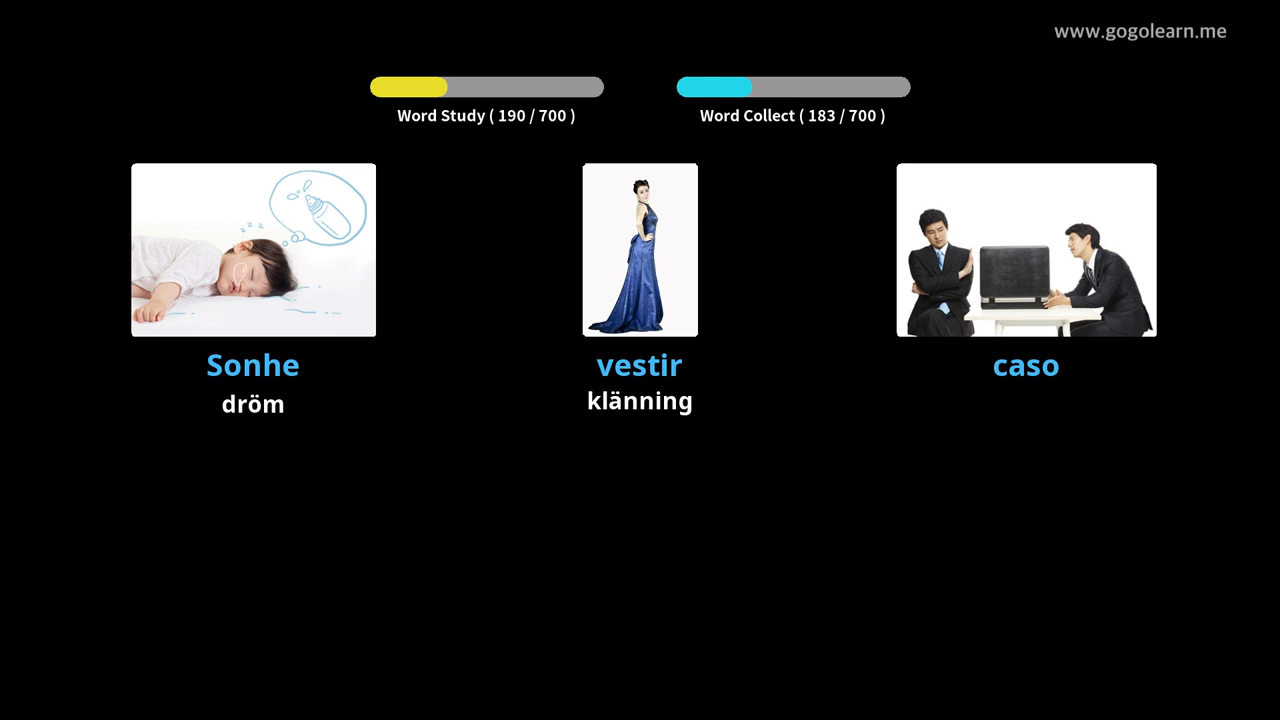 www.gogolearn.me
Word Study ( 190 / 700 )
Word Collect ( 183 / 700 )
z z z
Sonhe
vestir
caso
dröm
klänning